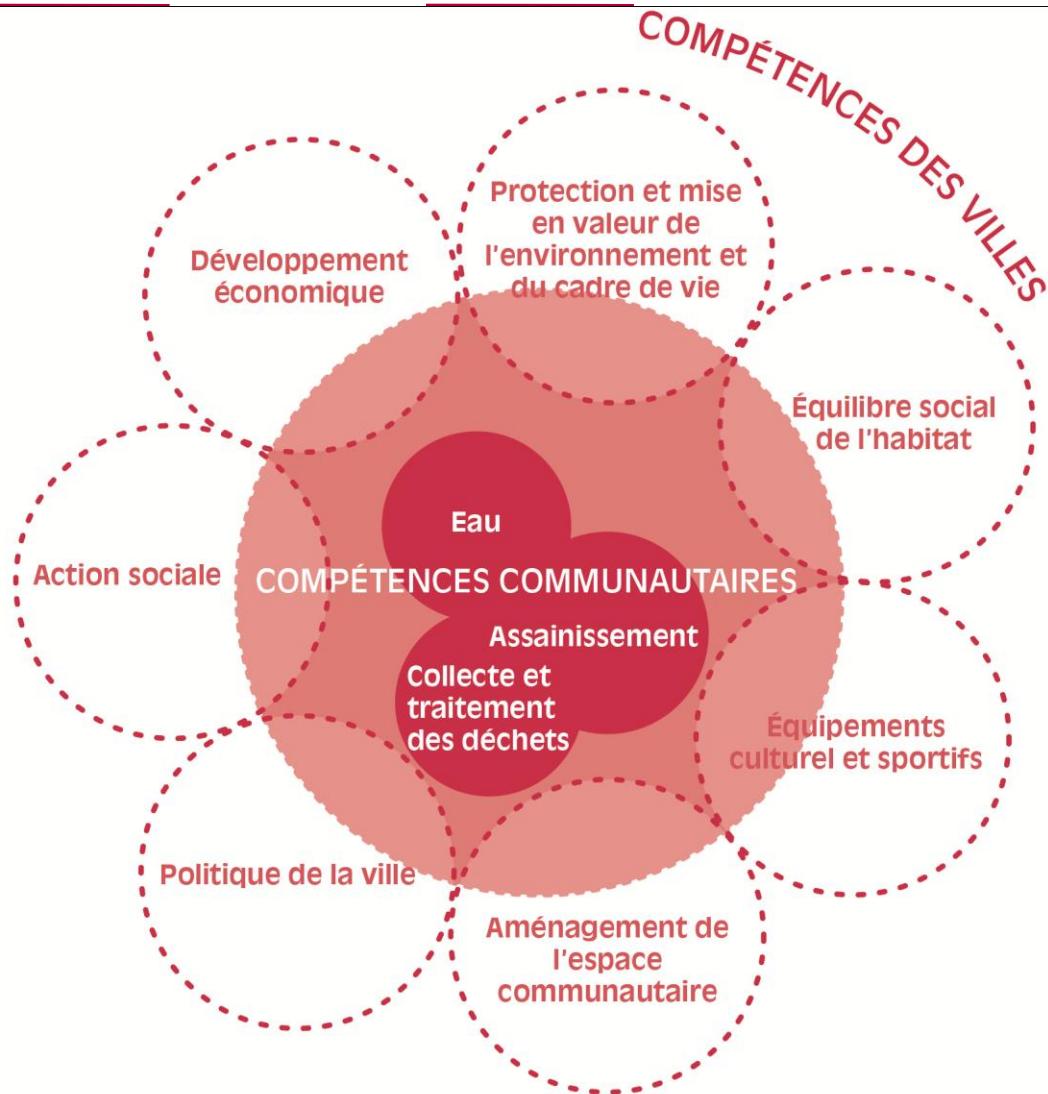 COMPÉTENCES DES VILLES
Protection et mise
en valeur de
l'environnement et
du cadre de vie
Développement
économique
Équilibre social
de l'habitat
Eau
Action sociale
COMPÉTENCES COMMUNAUTAIRES
Assainissement
Collecte et
traitement
des déchets
Équipements
culturel et sportifs
Politique de la ville
Aménagement de
l'espace
communautaire